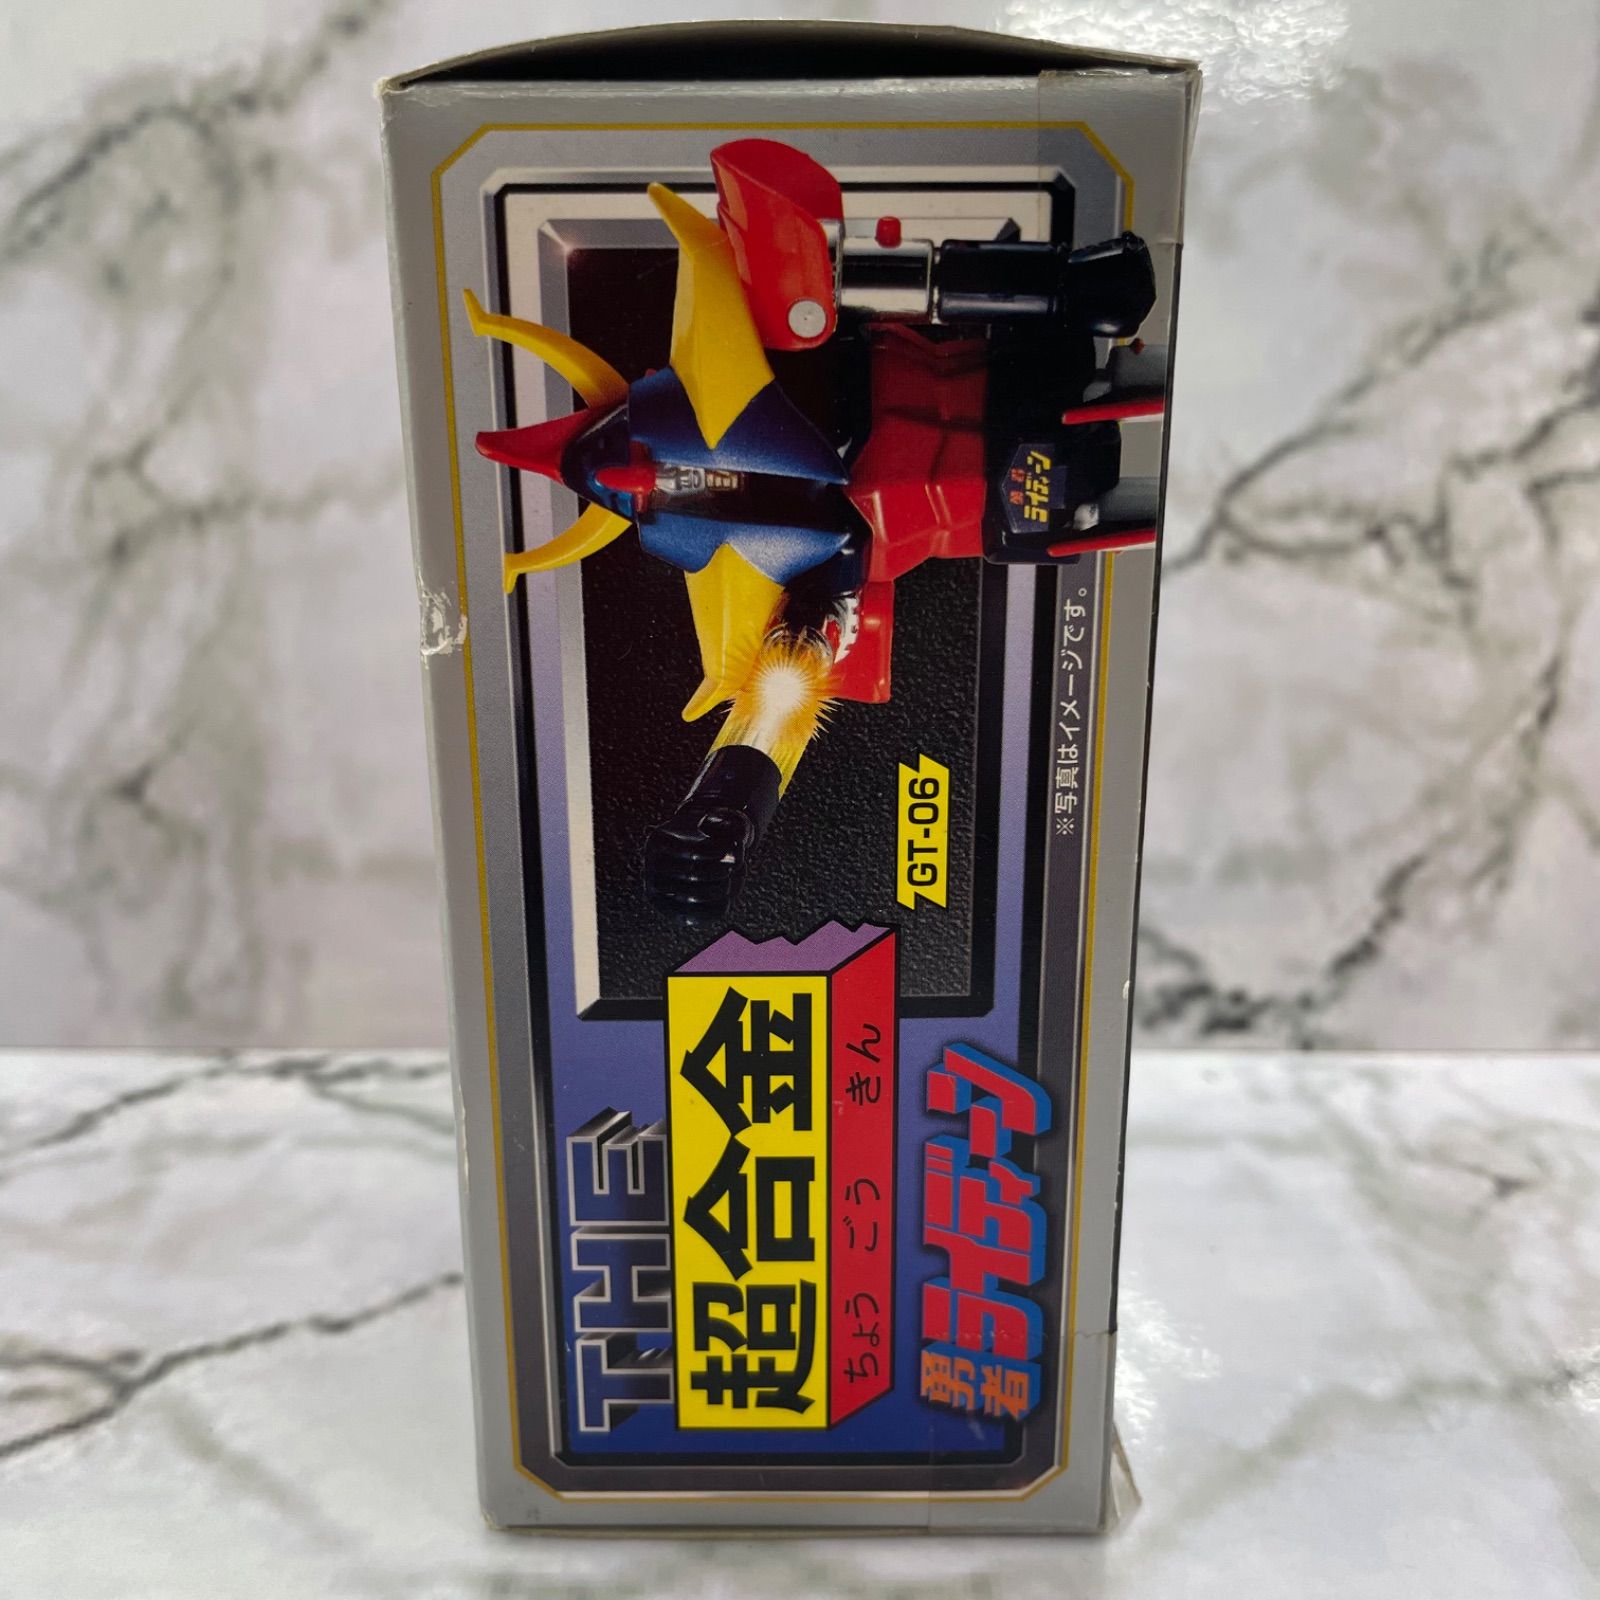 THE
超合金
ちょうごうきん
勇者
ライディーン
GT-06
勇者
ライディーン
※写真はイメージです。